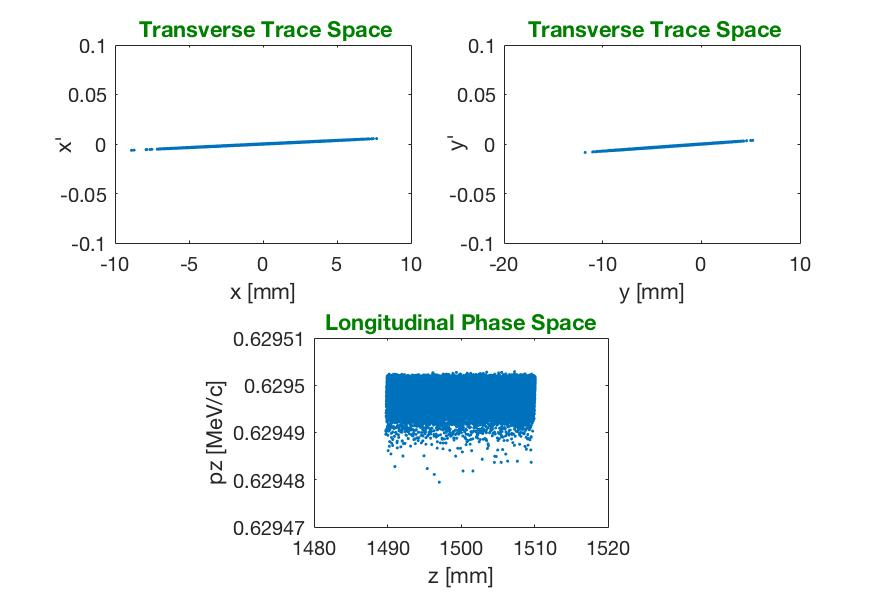 Transverse Trace Space
0.1
0.05
0
-0.05
-0.1
x'
-10 -5 0 5 10
x [mm]
Transverse Trace Space
0.1
0.05
0
-0.05
-0.1
y'
-20 -10 0 10
y [mm]
Longitudinal Phase Space
0.62951
0.6295
0.62949
0.62948
0.62947
pz [MeV/c]
1480 1490 1500 1510 1520
z [mm]